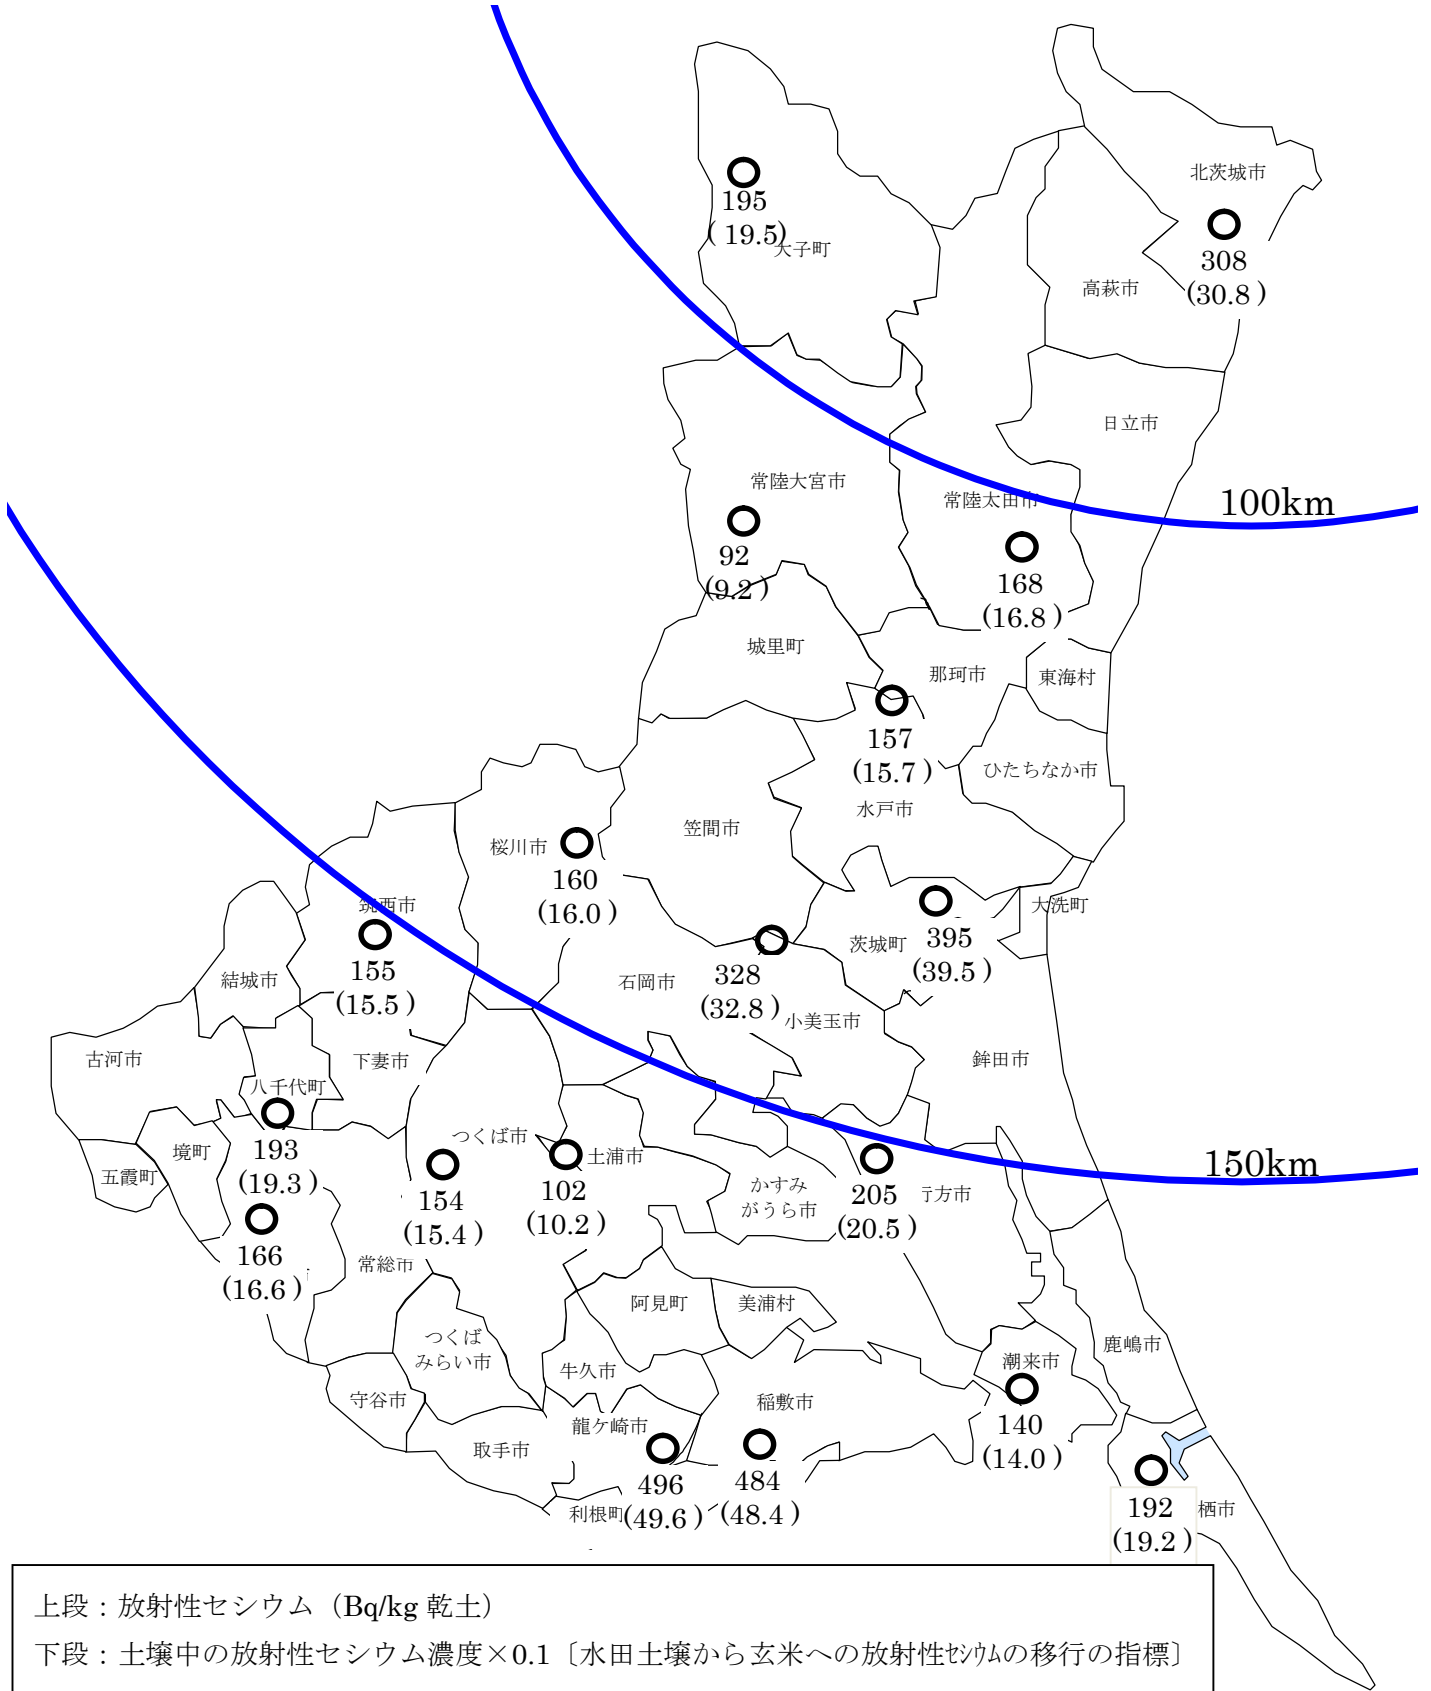 北茨城市
195
( 19.5)
大子町
308
(30.8 )
高萩市
日立市
常陸大宮市
常陸太田市
100km
92
(9.2 )
168
(16.8 )
城里町
那珂市
東海村
157
(15.7 )
ひたちなか市
水戸市
笠間市
桜川市
160
(16.0 )
筑西市
大洗町
茨城町
395
(39.5 )
155
(15.5 )
結城市
石岡市
328
(32.8 )
小美玉市
古河市
下妻市
鉾田市
八千代町
193
(19.3 )
境町
五霞町
つくば市
土浦市
150km
154
(15.4 )
102
(10.2 )
かすみ
がうら市
205
(20.5 )
行方市
166
(16.6 )
常総市
阿見町
美浦村
つくば
みらい市
鹿嶋市
潮来市
牛久市
守谷市
稲敷市
140
(14.0 )
龍ケ崎市
取手市
496
(49.6 )
484
(48.4 )
利根町
192
(19.2 )
栖市
上段：放射性セシウム（Bq/kg 乾土）
下段：土壌中の放射性セシウム濃度×0.1〔水田土壌から玄米への放射性ｾｼｳﾑの移行の指標〕